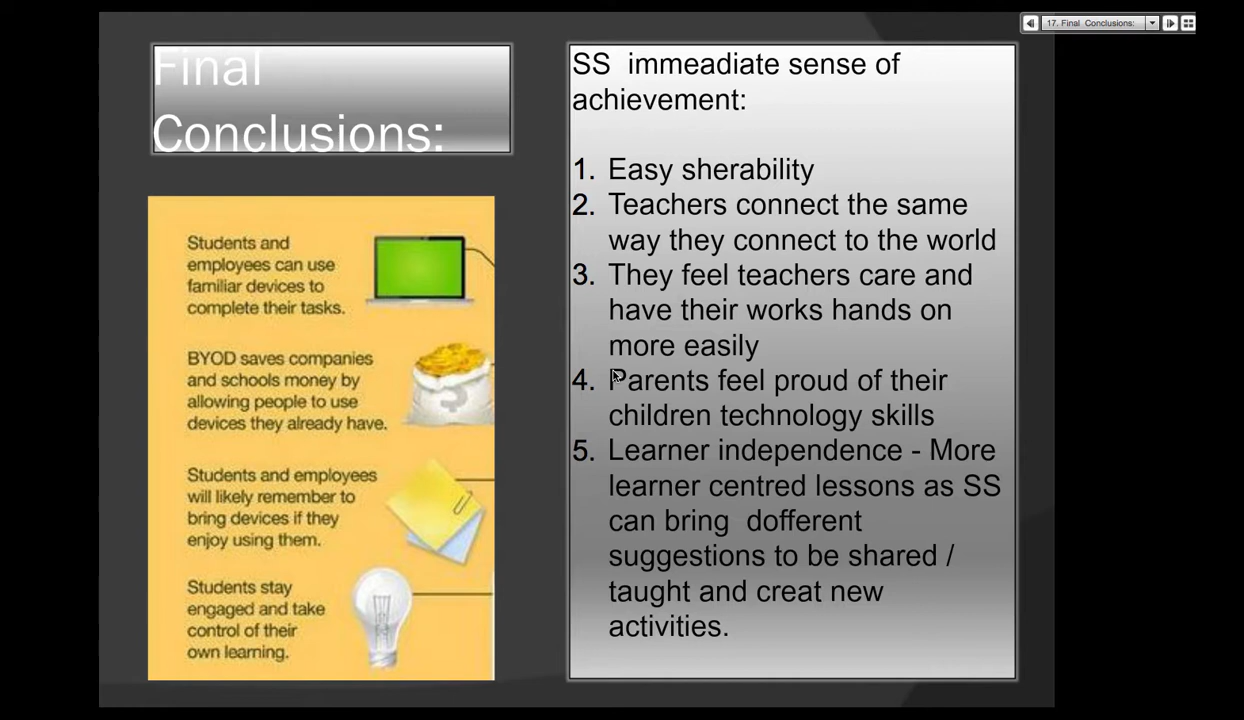 17. Final Conclusions:
Final
Conclusions:
Students and
employees can use
familiar devices to
complete their tasks.
BYOD saves companies
and schools money by
allowing people to use
devices they already have.
Students and employees
will likely remember to
bring devices if they
enjoy using them.
Students stay
engaged and take
control of their
own learning.
SS immeadiate sense of
achievement:
1. Easy sherability
2. Teachers connect the same
way they connect to the world
3. They feel teachers care and
have their works hands on
more easily
4. Parents feel proud of their
children technology skills
5. Learner independence - More
learner centred lessons as SS
can bring dofferent
suggestions to be shared /
taught and creat new
activities.